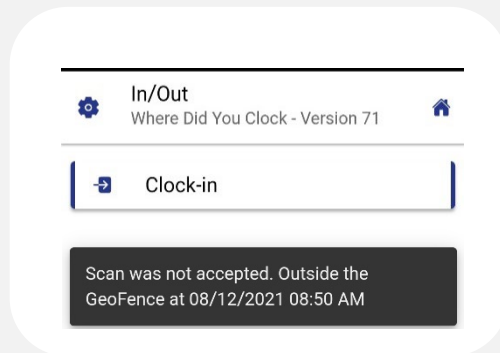 In/Out
Where Did You Clock - Version 71
Clock-in
Scan was not accepted. Outside the
GeoFence at 08/12/2021 08:50 AM